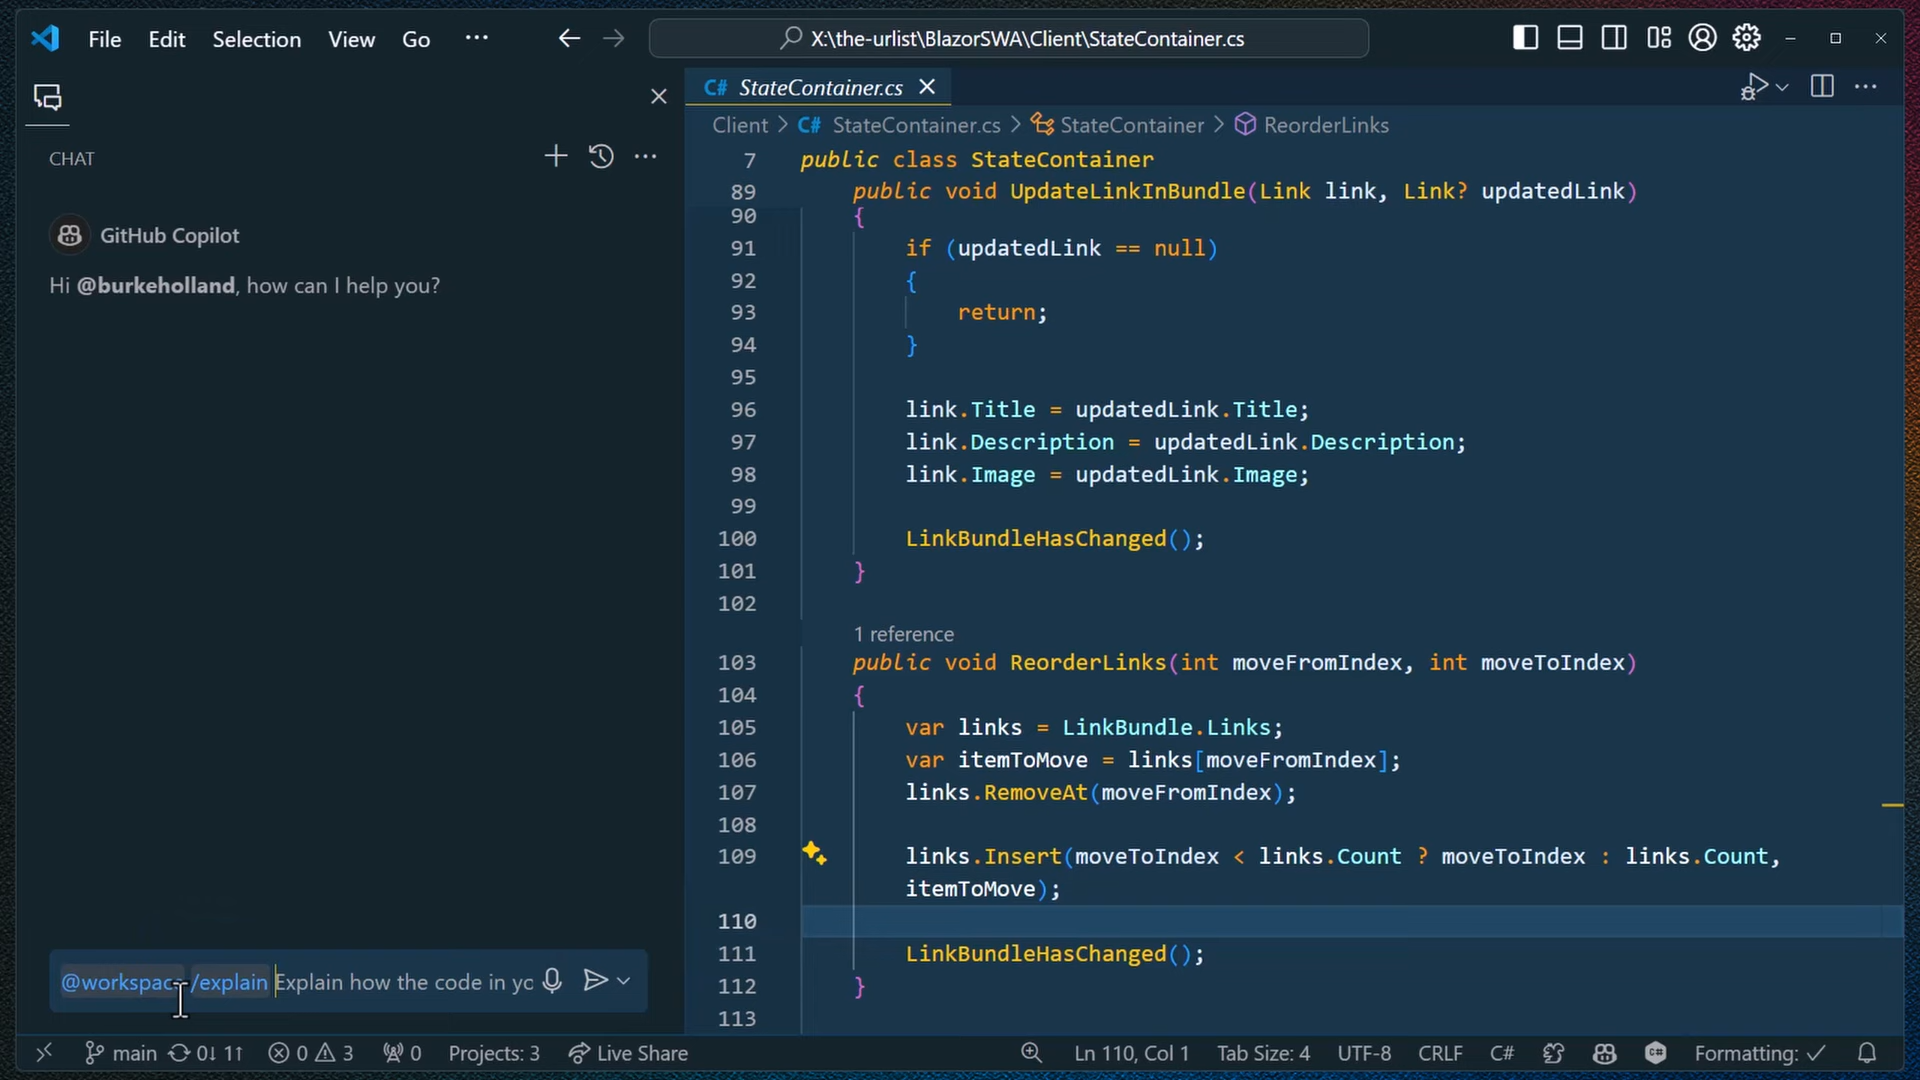 File Edit Selection View Go ··· X:\the-urlist\BlazorSWA\Client\StateContainer.cs
CHAT
GitHub Copilot
Hi @burkeholland, how can I help you?
@workspace /explain Explain how the code in yo
C# StateContainer.cs
Client > C# StateContainer.cs > StateContainer > ReorderLinks
7 public class StateContainer
89 public void UpdateLinkInBundle(Link link, Link? updatedLink)
90 {
91 if (updatedLink == null)
92 {
93 return;
94 }
95
96 link.Title = updatedLink.Title;
97 link.Description = updatedLink.Description;
98 link.Image = updatedLink.Image;
99
100 LinkBundleHasChanged();
101 }
102
1 reference
103 public void ReorderLinks(int moveFromIndex, int moveToIndex)
104 {
105 var links = LinkBundle.Links;
106 var itemToMove = links[moveFromIndex];
107 links.RemoveAt(moveFromIndex);
108
109 links.Insert(moveToIndex < links.Count ? moveToIndex : links.Count,
itemToMove);
110
111 LinkBundleHasChanged();
112 }
113
main 0↓ 1↑ 0 3 0 Projects: 3 Live Share Ln 110, Col 1 Tab Size: 4 UTF-8 CRLF C# Formatting: ✓